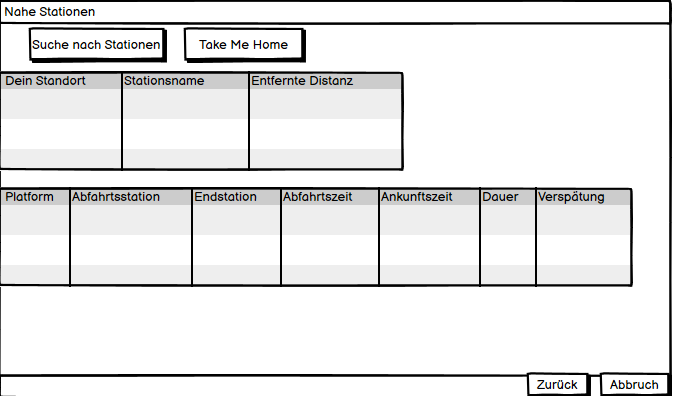 Nahe Stationen
Suche nach Stationen Take Me Home
Dein Standort Stationsname Entfernte Distanz
Platform Abfahrtsstation Endstation Abfahrtszeit Ankunftszeit Dauer Verspätung
Zurück Abbruch